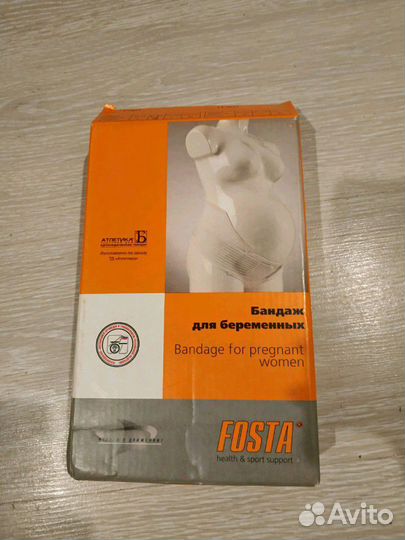 АТЛЕТИКА
Бандаж
для беременных
Bandage for pregnant
women
FOSTA
health & sport support
Avito